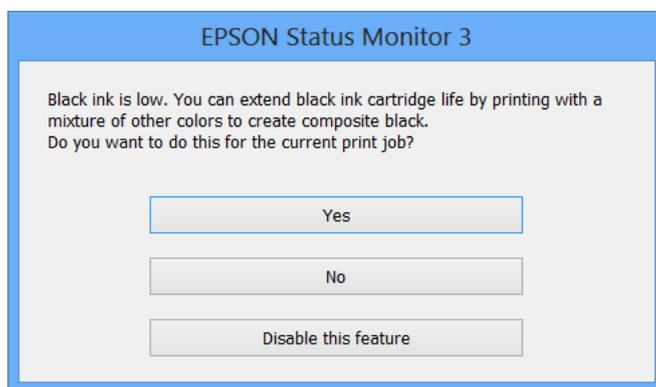 EPSON Status Monitor 3
Black ink is low. You can extend black ink cartridge life by printing with a
mixture of other colors to create composite black.
Do you want to do this for the current print job?
Yes
No
Disable this feature